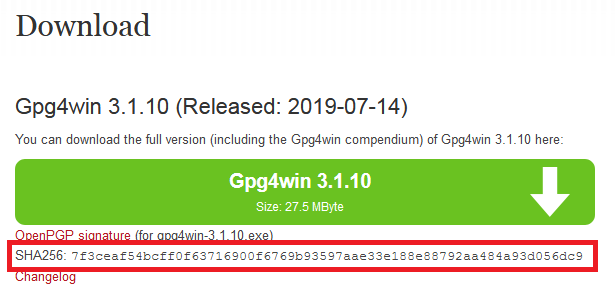 Download
Gpg4win 3.1.10 (Released: 2019-07-14)
You can download the full version (including the Gpg4win compendium) of Gpg4win 3.1.10 here:
Gpg4win 3.1.10
Size: 27.5 MByte
OpenPGP signature (for gpg4win-3.1.10.exe)
SHA256: 7f3ceaf54bcff0f63716900f6769b93597aae33e188e88792aa484a93d056dc9
Changelog